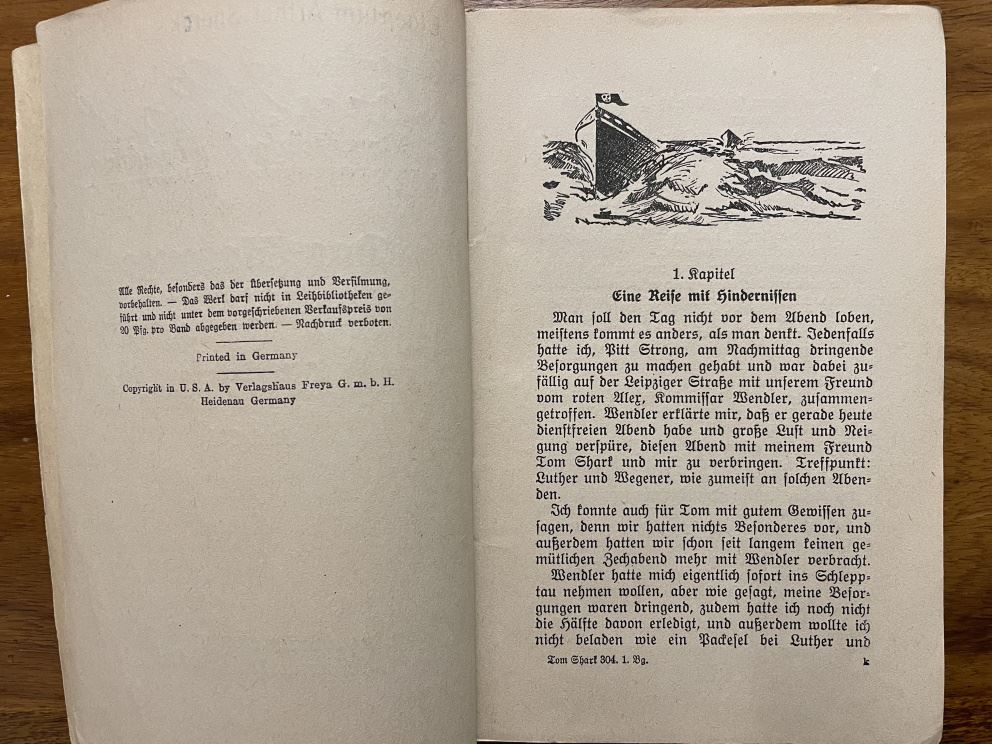 Alle Rechte, besonders das der Übersetzung und Verfilmung,
vorbehalten. — Das Werk darf nicht in Leihbibliotheken ge-
führt und nicht unter dem vorgeschriebenen Verkaufspreis von
20 Pfg. pro Band abgegeben werden. — Nachdruck verboten.
Printed in Germany
Copyright in U. S. A. by Verlagshaus Freya G. m. b. H.
Heidenau Germany
1. Kapitel
Eine Reise mit Hindernissen
Man soll den Tag nicht vor dem Abend loben,
meistens kommt es anders, als man denkt. Jedenfalls
hatte ich, Pitt Strong, am Nachmittag dringende
Besorgungen zu machen gehabt und war dabei zu-
fällig auf der Leipziger Straße mit unserem Freund
vom roten Alex, Kommissar Wendler, zusammen-
getroffen. Wendler erklärte mir, daß er gerade heute
dienstfreien Abend habe und große Lust und Nei-
gung verspüre, diesen Abend mit meinem Freund
Tom Shark und mir zu verbringen. Treffpunkt:
Luther und Wegener, wie zumeist an solchen Aben-
den.
Ich konnte auch für Tom mit gutem Gewissen zu-
sagen, denn wir hatten nichts Besonderes vor, und
außerdem hatten wir schon seit langem keinen ge-
mütlichen Zechabend mehr mit Wendler verbracht.
Wendler hatte mich eigentlich sofort ins Schlepp-
tau nehmen wollen, aber wie gesagt, meine Besor-
gungen waren dringend, zudem hatte ich noch nicht
die Hälfte davon erledigt, und außerdem wollte ich
nicht beladen wie ein Packesel bei Luther und
Tom Shark 304. 1. Bg.
k